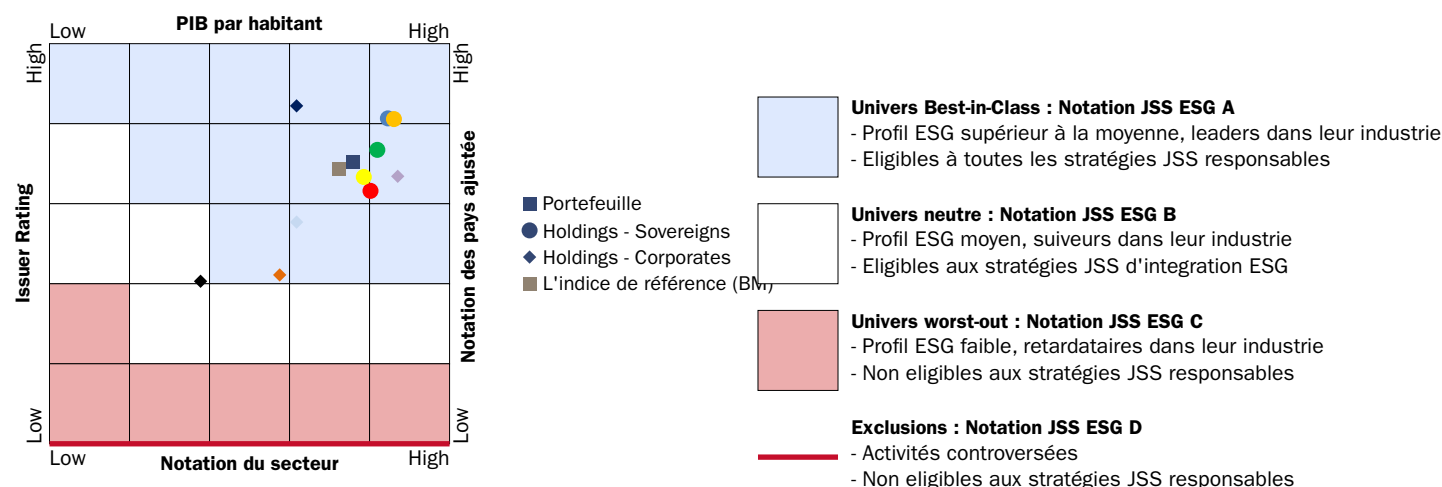 PIB par habitant
Low
High
High
High
Issuer Rating
Notation des pays ajustée
Low
Low
Low
High
Notation du secteur
Portefeuille
Holdings - Sovereigns
Holdings - Corporates
L'indice de référence (BM)
Univers Best-in-Class : Notation JSS ESG A
- Profil ESG supérieur à la moyenne, leaders dans leur industrie
- Eligibles à toutes les stratégies JSS responsables
Univers neutre : Notation JSS ESG B
- Profil ESG moyen, suiveurs dans leur industrie
- Eligibles aux stratégies JSS d'integration ESG
Univers worst-out : Notation JSS ESG C
- Profil ESG faible, retardataires dans leur industrie
- Non eligibles aux stratégies JSS responsables
Exclusions : Notation JSS ESG D
- Activités controversées
- Non eligibles aux stratégies JSS responsables